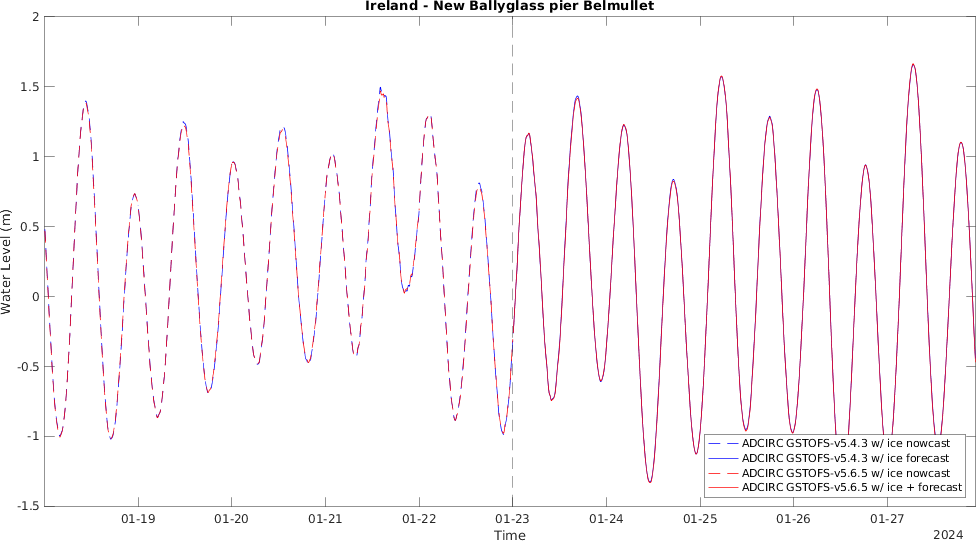 Ireland - New Ballyglass pier Belmullet
2
1.5
1
0.5
0
-0.5
-1
-1.5
Water Level (m)
01-19 01-20 01-21 01-22 01-23 01-24 01-25 01-26 01-27
Time
2024
ADCIRC GSTOFS-v5.4.3 w/ ice nowcast
ADCIRC GSTOFS-v5.4.3 w/ ice forecast
ADCIRC GSTOFS-v5.6.5 w/ ice nowcast
ADCIRC GSTOFS-v5.6.5 w/ ice + forecast